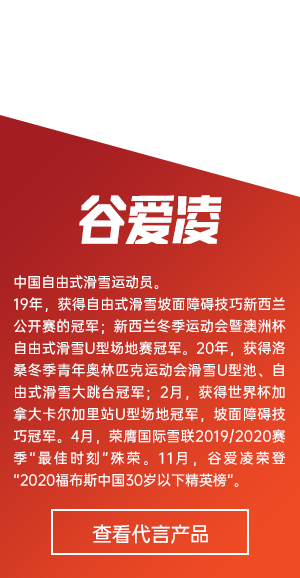 谷爱凌
中国自由式滑雪运动员。
19年，获得自由式滑雪坡面障碍技巧新西兰
公开赛的冠军；新西兰冬季运动会暨澳洲杯
自由式滑雪U型场地赛冠军。20年，获得洛
桑冬季青年奥林匹克运动会滑雪U型池、自
由式滑雪大跳台冠军；2月，获得世界杯加
拿大卡尔加里站U型场地冠军，坡面障碍技
巧冠军。4月，荣膺国际雪联2019/2020赛
季“最佳时刻”殊荣。11月，谷爱凌荣登
“2020福布斯中国30岁以下精英榜”。
查看代言产品